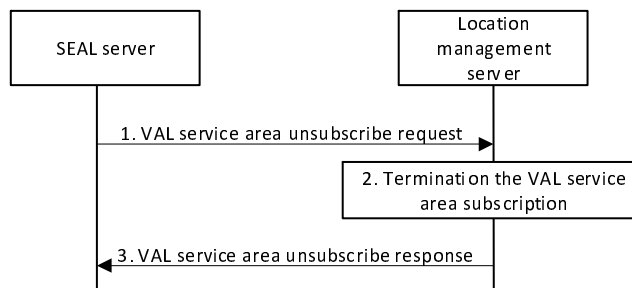 SEAL server
Location
management
server
1. VAL service area unsubscribe request
2. Termination the VAL service
area subscription
3. VAL service area unsubscribe response